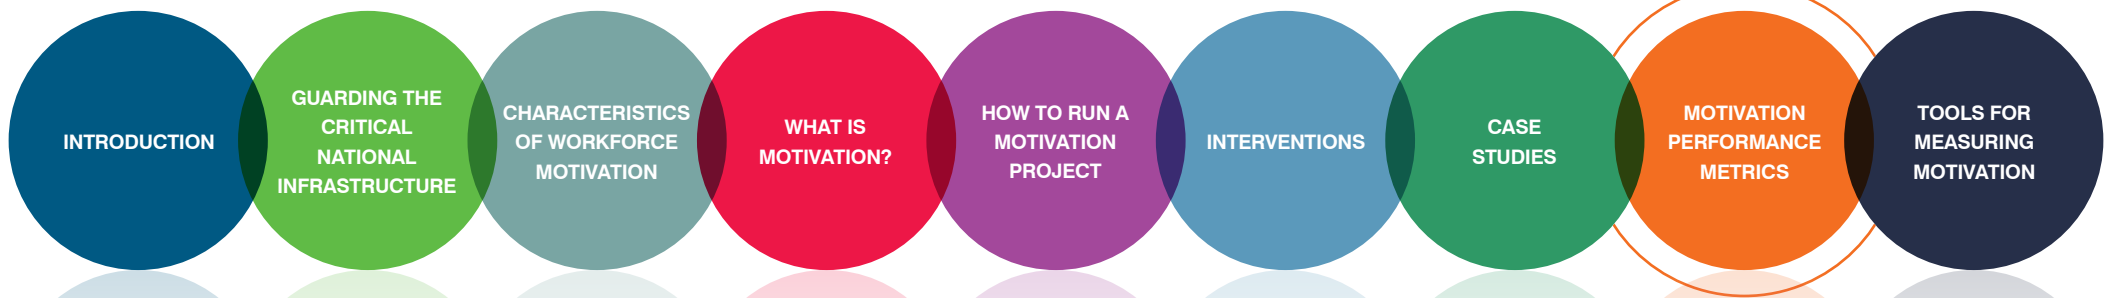 INTRODUCTION
GUARDING THE
CRITICAL
NATIONAL
INFRASTRUCTURE
CHARACTERISTICS
OF WORKFORCE
MOTIVATION
WHAT IS
MOTIVATION?
HOW TO RUN A
MOTIVATION
PROJECT
INTERVENTIONS
CASE
STUDIES
MOTIVATION
PERFORMANCE
METRICS
TOOLS FOR
MEASURING
MOTIVATION